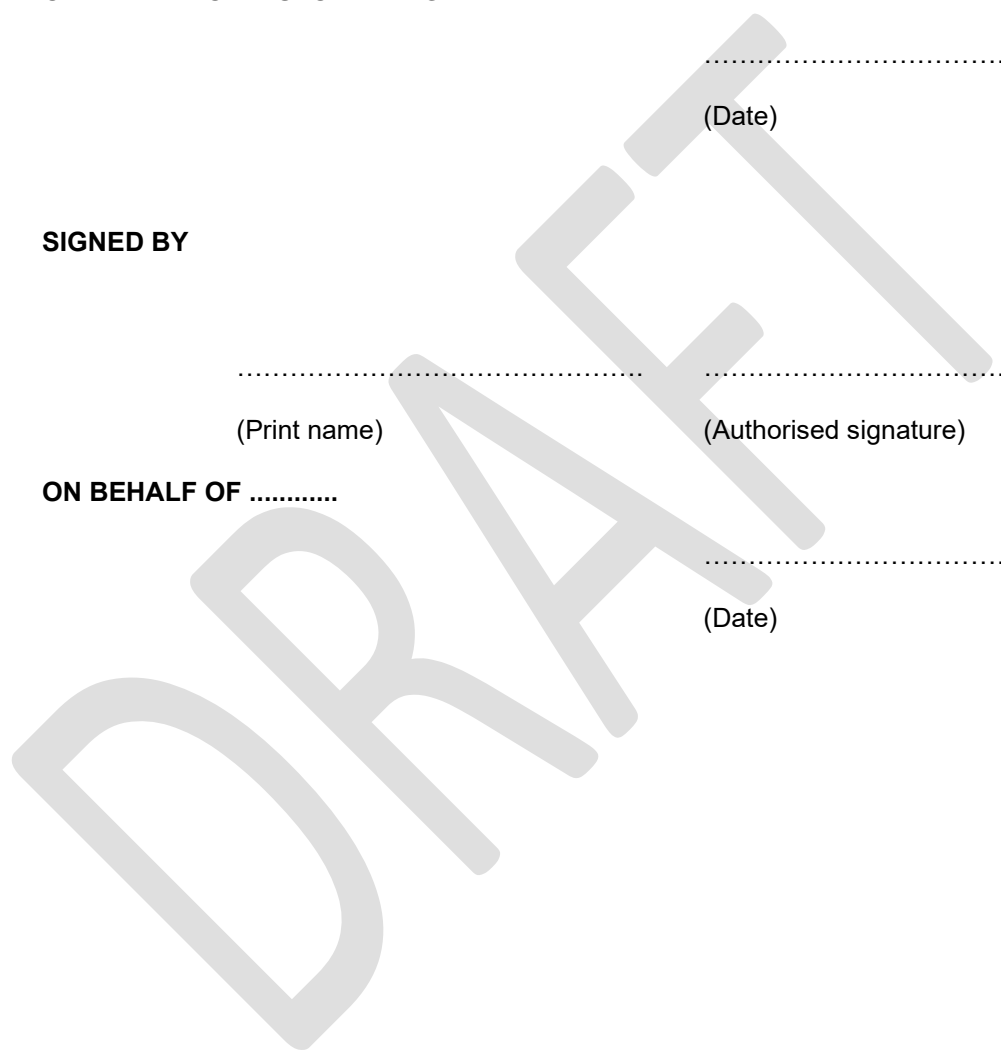 ………………………………
(Date)
SIGNED BY
………………………………………. ………………………………
(Print name) (Authorised signature)
ON BEHALF OF ............
………………………………
(Date)
DRAFT